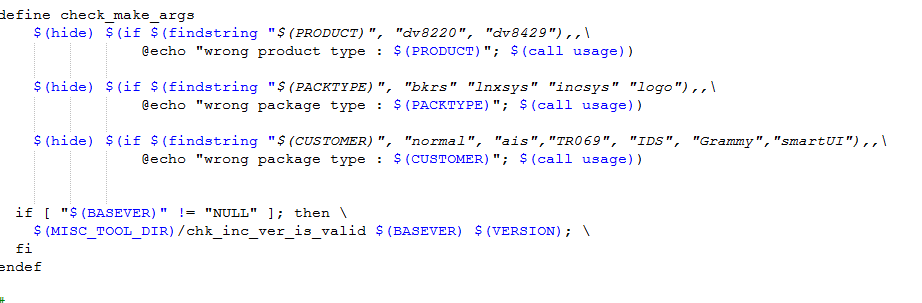 define check_make_args
$(hide) $(if $(findstring "$(PRODUCT)", "dv8220", "dv8429"),,\
@echo "wrong product type : $(PRODUCT)"; $(call usage))
$(hide) $(if $(findstring "$(PACKTYPE)", "bkrs" "lnxsys" "incsys" "logo"),,\
@echo "wrong package type : $(PACKTYPE)"; $(call usage))
$(hide) $(if $(findstring "$(CUSTOMER)", "normal", "ais","TR069", "IDS", "Grammy","smartUI"),,\
@echo "wrong package type : $(CUSTOMER)"; $(call usage))
if [ "$(BASEVER)" != "NULL" ]; then \
$(MISC_TOOL_DIR)/chk_inc_ver_is_valid $(BASEVER) $(VERSION); \
fi
endef
#